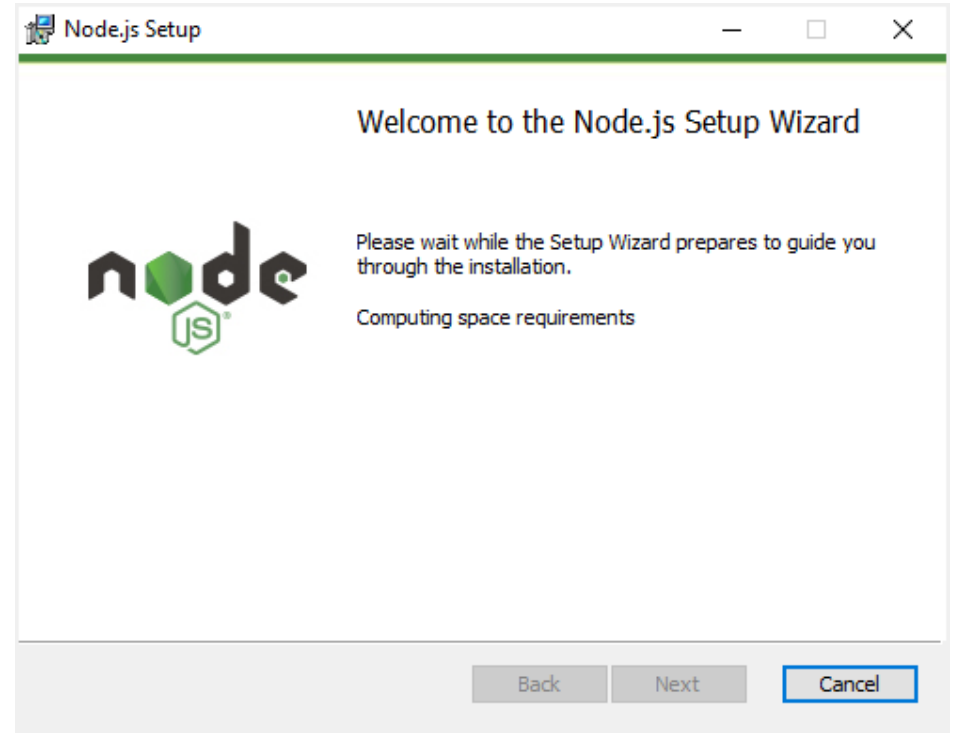 Node.js Setup
Welcome to the Node.js Setup Wizard
node
JS®
Please wait while the Setup Wizard prepares to guide you
through the installation.
Computing space requirements
Back
Next
Cancel